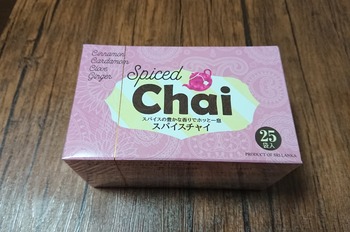 Cinnamon
Cardamon
Clove
Ginger
Spiced
Chai
スパイスの豊かな香りでホッと一息
スパイスチャイ
25
袋入
PRODUCT OF SRI LANKA